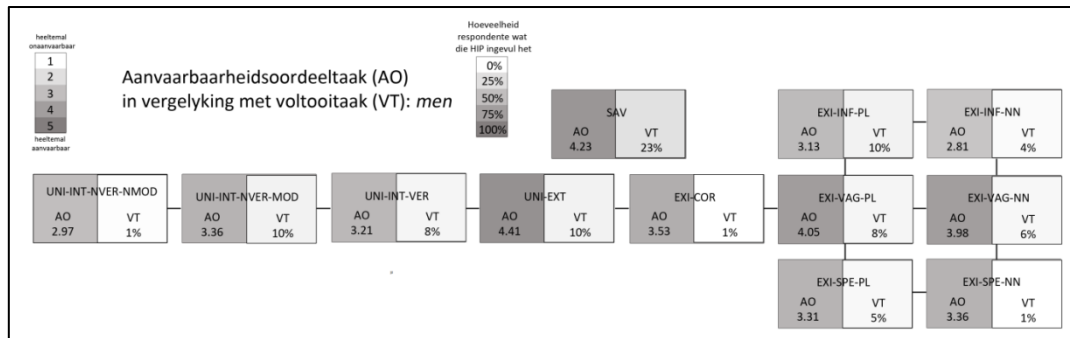 heeltemal
onaanvaarbaar
1
2
3
4
5
heeltemal
aanvaarbaar
Aanvaarbaarheidsoordeeltaak (AO)
in vergelyking met voltooitaak (VT): men
Hoeveelheid
respondente wat
die HIP ingevul het
0%
25%
50%
75%
100%
SAV
AO VT
4.23 23%
EXI-INF-PL
AO VT
3.13 10%
EXI-INF-NN
AO VT
2.81 4%
UNI-INT-NVER-NMOD
AO VT
2.97 1%
UNI-INT-NVER-MOD
AO VT
3.36 10%
UNI-INT-VER
AO VT
3.21 8%
UNI-EXT
AO VT
4.41 10%
EXI-COR
AO VT
3.53 1%
EXI-VAG-PL
AO VT
4.05 8%
EXI-VAG-NN
AO VT
3.98 6%
EXI-SPE-PL
AO VT
3.31 5%
EXI-SPE-NN
AO VT
3.36 1%